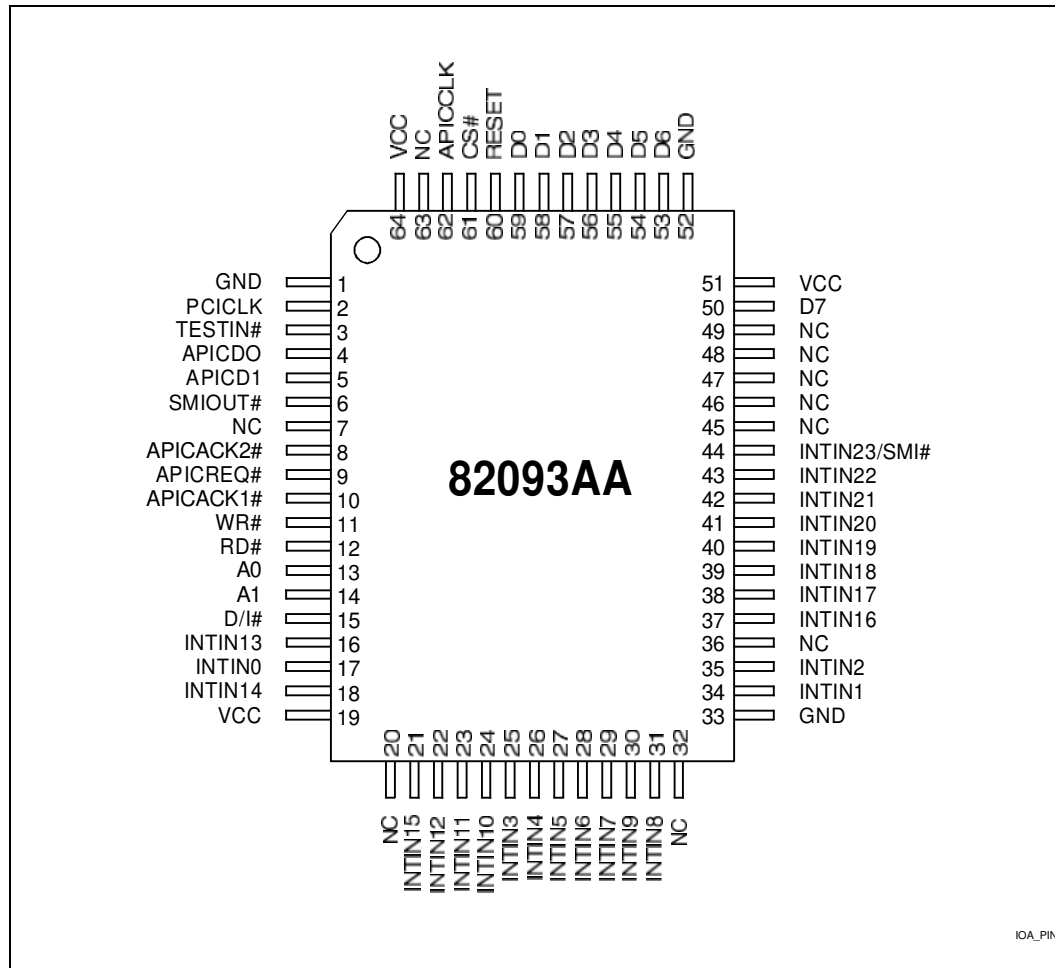 VCC
NC
APICCLK
CS#
RESET
D0
D1
D2
D3
D4
D5
D6
GND
64
63
62
61
60
59
58
57
56
55
54
53
52
GND 1
PCICLK 2
TESTIN# 3
APICDO 4
APICD1 5
SMIOUT# 6
NC 7
APICACK2# 8
APICREQ# 9
APICACK1# 10
WR# 11
RD# 12
A0 13
A1 14
D/I# 15
INTIN13 16
INTIN0 17
INTIN14 18
VCC 19
82093AA
51 VCC
50 D7
49 NC
48 NC
47 NC
46 NC
45 NC
44 INTIN23/SMI#
43 INTIN22
42 INTIN21
41 INTIN20
40 INTIN19
39 INTIN18
38 INTIN17
37 INTIN16
36 NC
35 INTIN2
34 INTIN1
33 GND
20
21
22
23
24
25
26
27
28
29
30
31
32
NC
INTIN15
INTIN12
INTIN11
INTIN10
INTIN3
INTIN4
INTIN5
INTIN6
INTIN7
INTIN9
INTIN8
NC
IOA_PIN